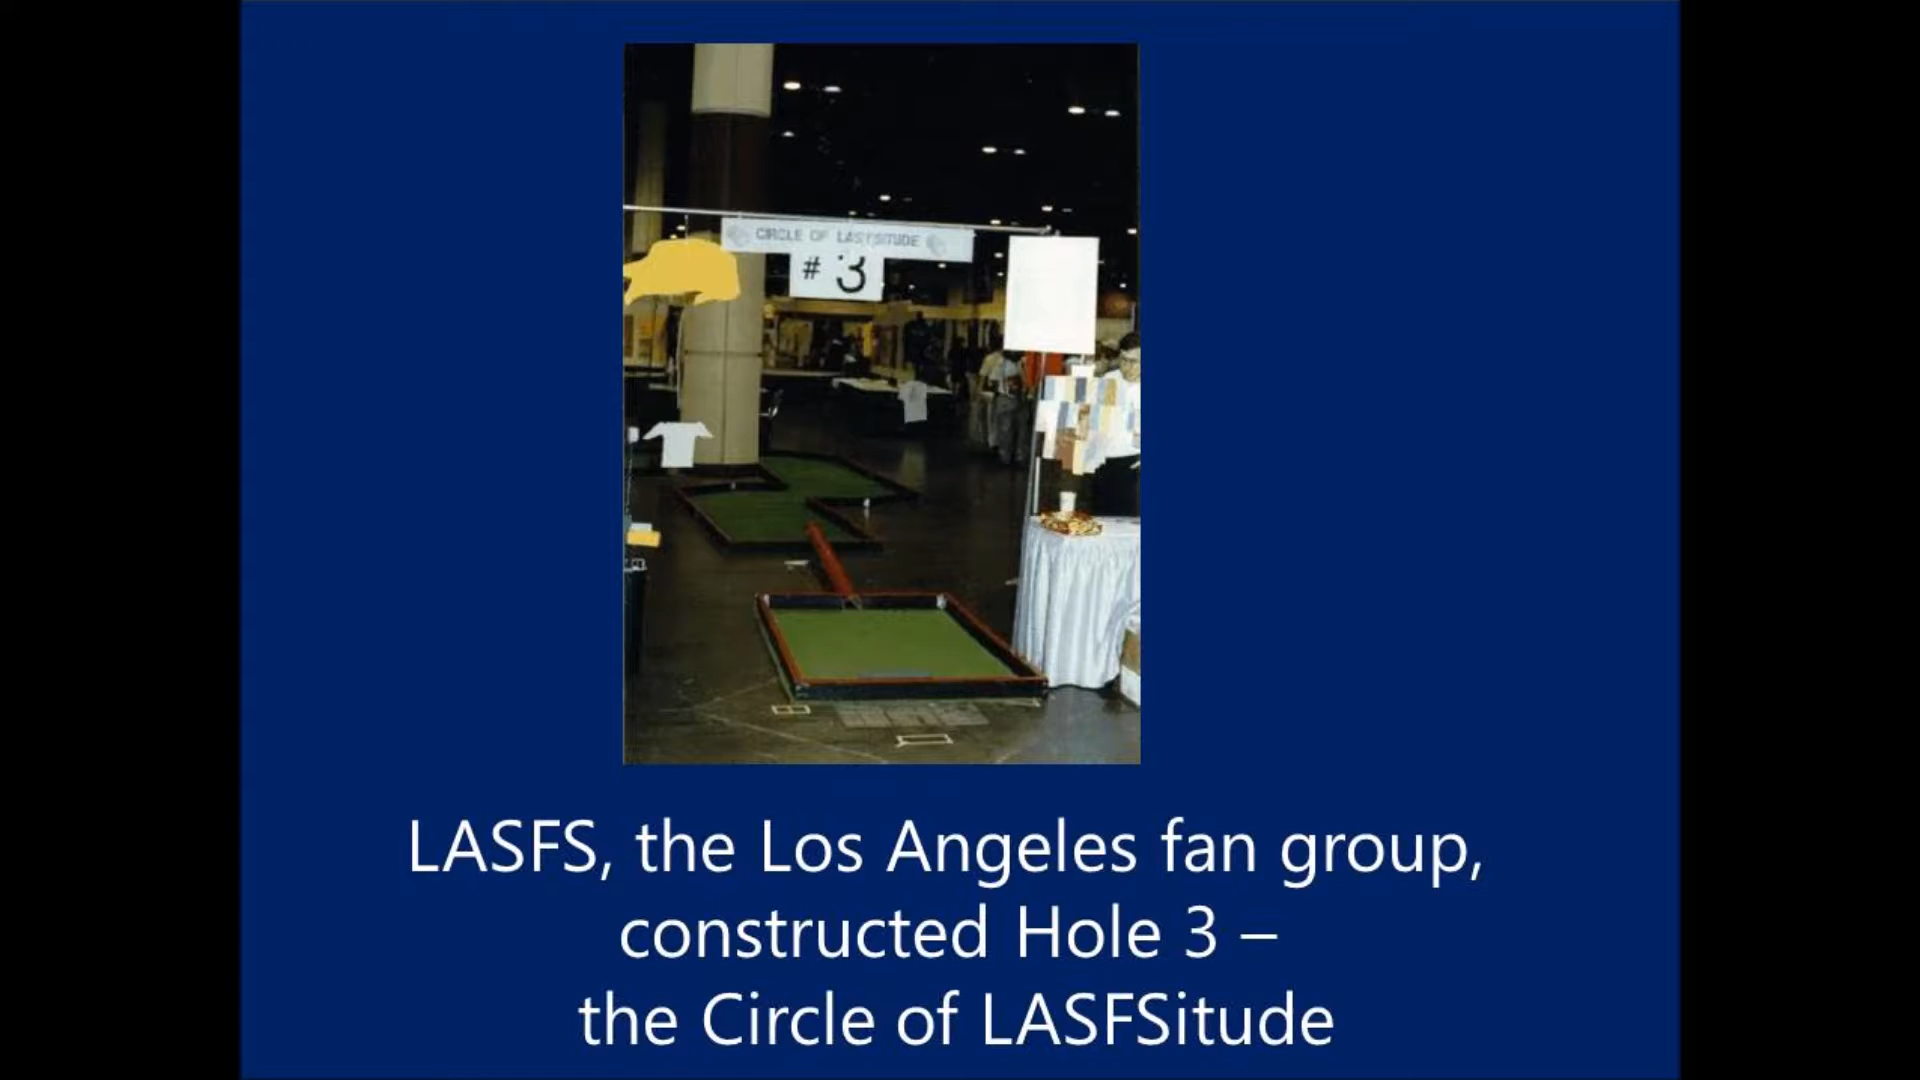 CIRCLE OF LASFSITUDE
# 3
LASFS, the Los Angeles fan group,
constructed Hole 3 –
the Circle of LASFSitude